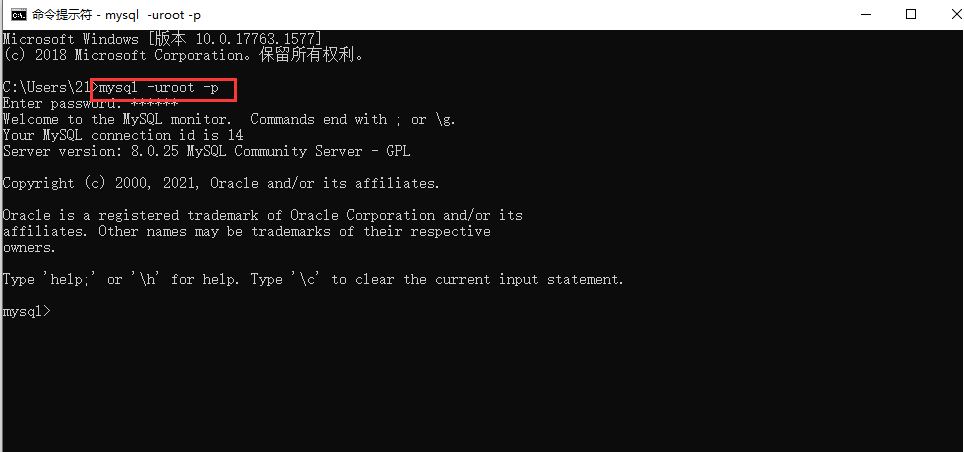 命令提示符 - mysql -uroot -p
Microsoft Windows [版本 10.0.17763.1577]
(c) 2018 Microsoft Corporation。保留所有权利。
C:\Users\21>mysql -uroot -p
Enter password: ******
Welcome to the MySQL monitor.  Commands end with ; or \g.
Your MySQL connection id is 14
Server version: 8.0.25 MySQL Community Server - GPL
Copyright (c) 2000, 2021, Oracle and/or its affiliates.
Oracle is a registered trademark of Oracle Corporation and/or its
affiliates. Other names may be trademarks of their respective
owners.
Type 'help;' or '\h' for help. Type '\c' to clear the current input statement.
mysql>